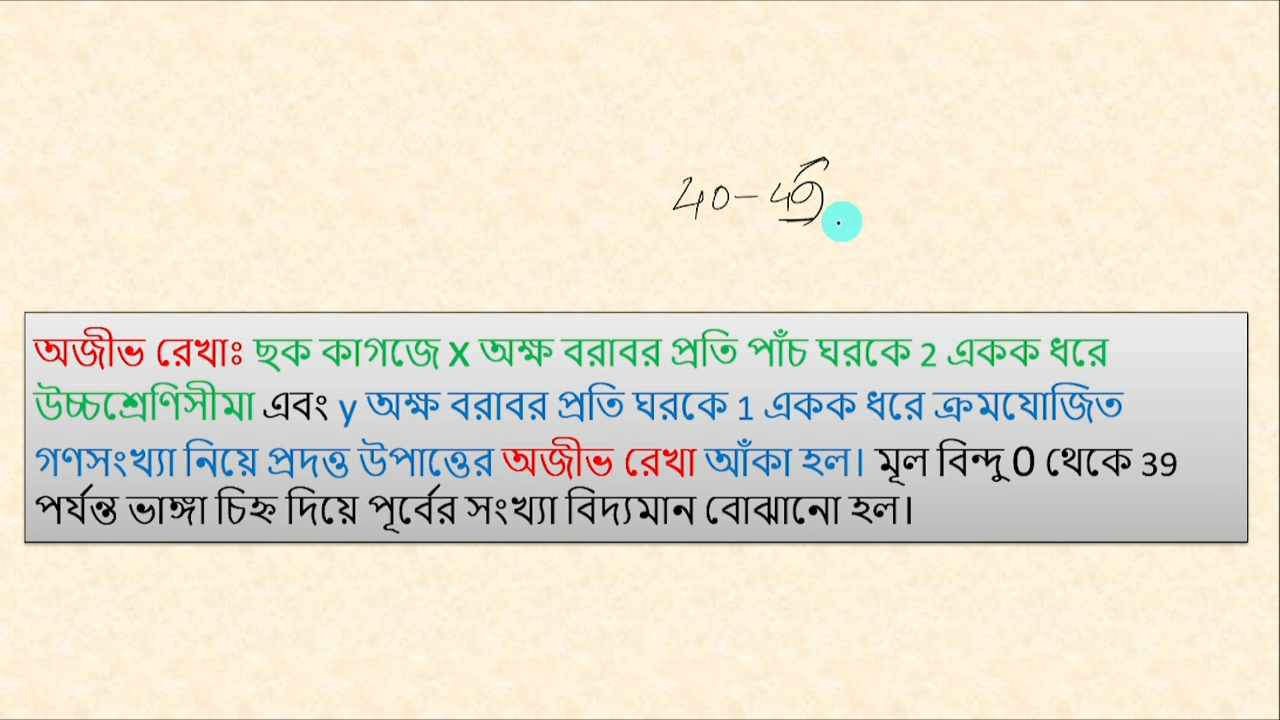 40-45
অজীভ রেখাঃ ছক কাগজে X অক্ষ বরাবর প্রতি পাঁচ ঘরকে 2 একক ধরে
উচ্চশ্রেণিসীমা এবং y অক্ষ বরাবর প্রতি ঘরকে 1 একক ধরে ক্রমযোজিত
গণসংখ্যা নিয়ে প্রদত্ত উপাত্তের অজীভ রেখা আঁকা হল। মূল বিন্দু 0 থেকে 39
পর্যন্ত ভাঙ্গা চিহ্ন দিয়ে পূর্বের সংখ্যা বিদ্যমান বোঝানো হল।